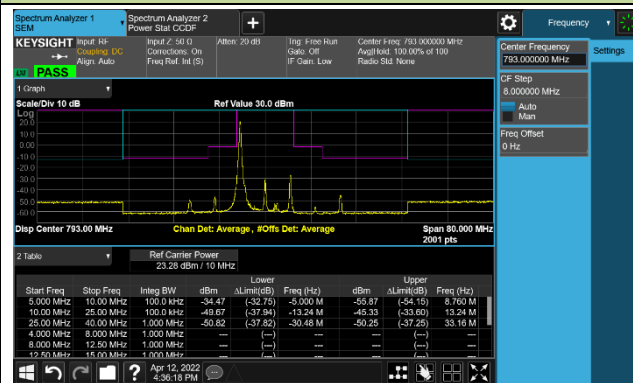 Spectrum Analyzer 1
SEM
Spectrum Analyzer 2
Power Stat CCDF
Frequency
KEYSIGHT
Input: RF
Coupling: DC
Align: Auto
Input Z: 50 Ω
Corrections: On
Freq Ref: Int (S)
Atten: 20 dB
Trig: Free Run
Gate: Off
IF Gain: Low
Center Freq: 793.000000 MHz
Avg|Hold: 100.00% of 100
Radio Std: None
PASS
Center Frequency
793.000000 MHz
Settings
CF Step
8.000000 MHz
Auto
Man
Freq Offset
0 Hz
1 Graph
Scale/Div 10 dB
Ref Value 30.0 dBm
Log
20.0
10.0
0.00
-10.0
-20.0
-30.0
-40.0
-50.0
-60.0
Disp Center 793.00 MHz
Chan Det: Average , #Offs Det: Average
Span 80.000 MHz
2001 pts
2 Table
Ref Carrier Power
23.28 dBm / 10 MHz
Lower Upper
Start Freq Stop Freq Integ BW dBm ΔLimit(dB) Freq (Hz) dBm ΔLimit(dB) Freq (Hz)
5.000 MHz 10.00 MHz 100.0 kHz -34.47 (-32.75) -5.000 M -55.87 (-54.15) 8.760 M
10.00 MHz 25.00 MHz 100.0 kHz -49.67 (-37.94) -13.24 M -45.33 (-33.60) 13.24 M
25.00 MHz 40.00 MHz 1.000 MHz -50.82 (-37.82) -30.48 M -50.25 (-37.25) 33.16 M
4.000 MHz 8.000 MHz 1.000 MHz --- (---) --- --- (---) ---
8.000 MHz 12.50 MHz 1.000 MHz --- (---) --- --- (---) ---
12.50 MHz 15.00 MHz 1.000 MHz --- (---) --- --- (---) ---
Apr 12, 2022
4:36:18 PM